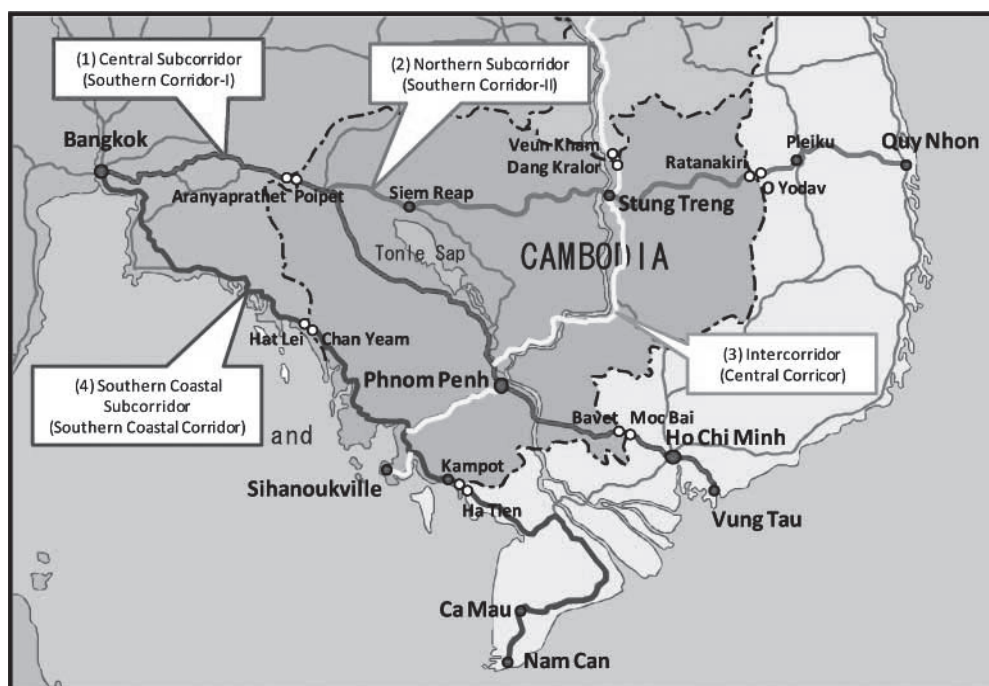 (1) Central Subcorridor
(Southern Corridor-I)
(2) Northern Subcorridor
(Southern Corridor-II)
Bangkok
Veun Kham
Dang Kralor
Ratanakiri
Pleiku
Quy Nhon
O Yodav
Aranyaprathet
Poipet
Siem Reap
Stung Treng
Tonle Sap
CAMBODIA
Hat Lei
Chan Yeam
(3) Intercorridor
(Central Corricor)
Phnom Penh
(4) Southern Coastal
Subcorridor
(Southern Coastal Corridor)
and
Bavet
Moc Bai
Ho Chi Minh
Sihanoukville
Kampot
Ha Tien
Vung Tau
Ca Mau
Nam Can